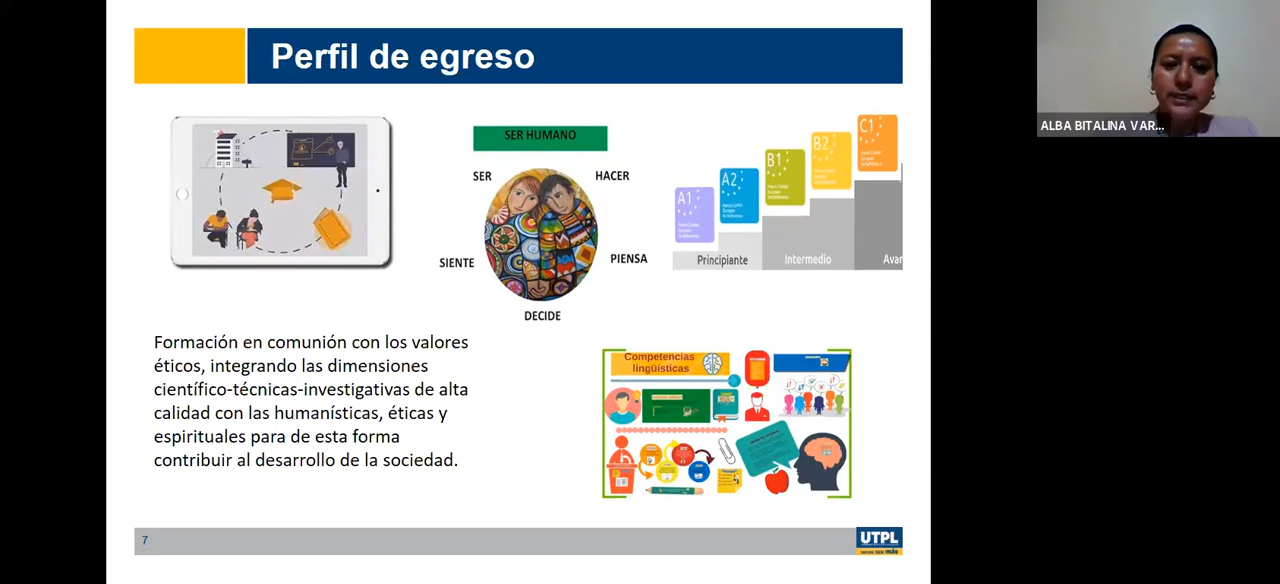 Perfil de egreso
ALBA BITALINA VAR...
SER HUMANO
SER
HACER
SIENTE
PIENSA
DECIDE
A1
A2
B1
B2
C1
Principiante
Intermedio
Avan
Formación en comunión con los valores
éticos, integrando las dimensiones
científico-técnicas-investigativas de alta
calidad con las humanísticas, éticas y
espirituales para de esta forma
contribuir al desarrollo de la sociedad.
Competencias
lingüísticas
7
UTPL